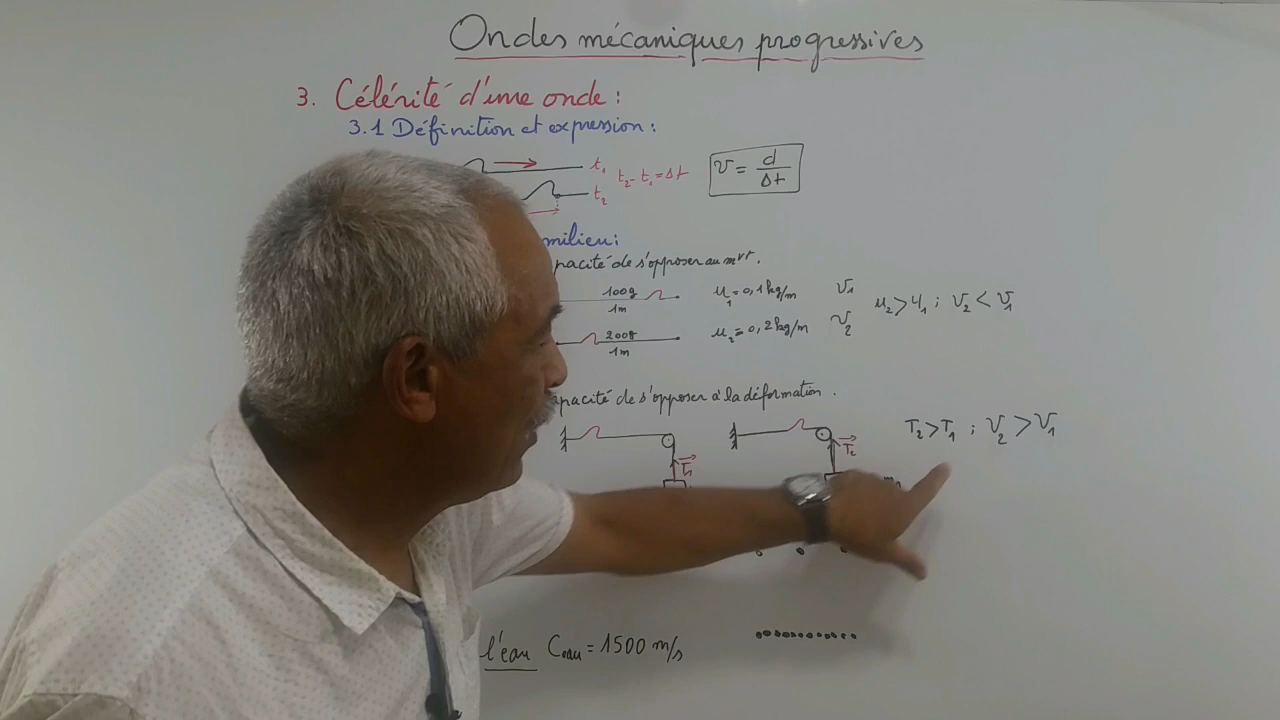 Ondes mécaniques progressives
3. Célérité d'une onde :
3.1 Définition et expression :
t₁
t₂ - t₁ = Δt
t₂
v = d/Δt
milieu :
pacité de s'opposer au mᵛᵗ.
100g
1m
μ₁ = 0,1 kg/m
v₁
μ₂ > μ₁ ; v₂ < v₁
200g
1m
μ₂ = 0,2 kg/m
v₂
apacité de s'opposer à la déformation.
T₁
T₂
T₂ > T₁ ; v₂ > v₁
l'eau Ceau = 1500 m/s